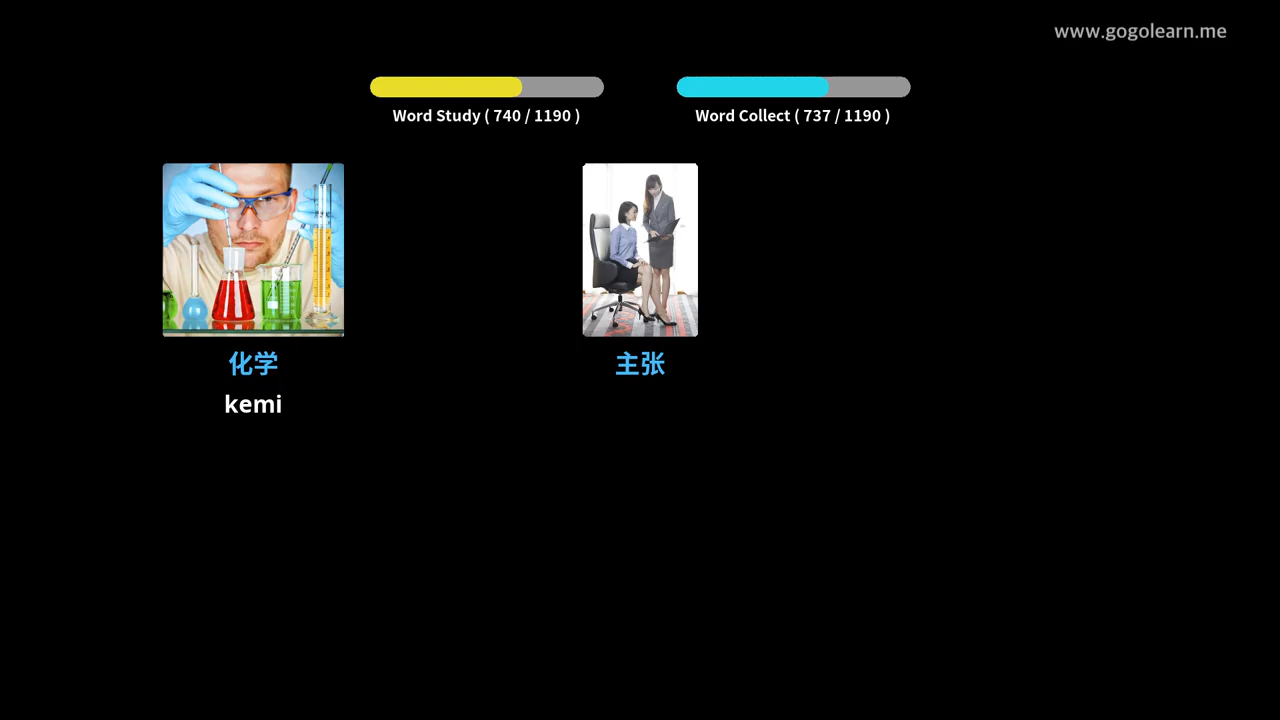 www.gogolearn.me
Word Study ( 740 / 1190 )
Word Collect ( 737 / 1190 )
化学
主张
kemi